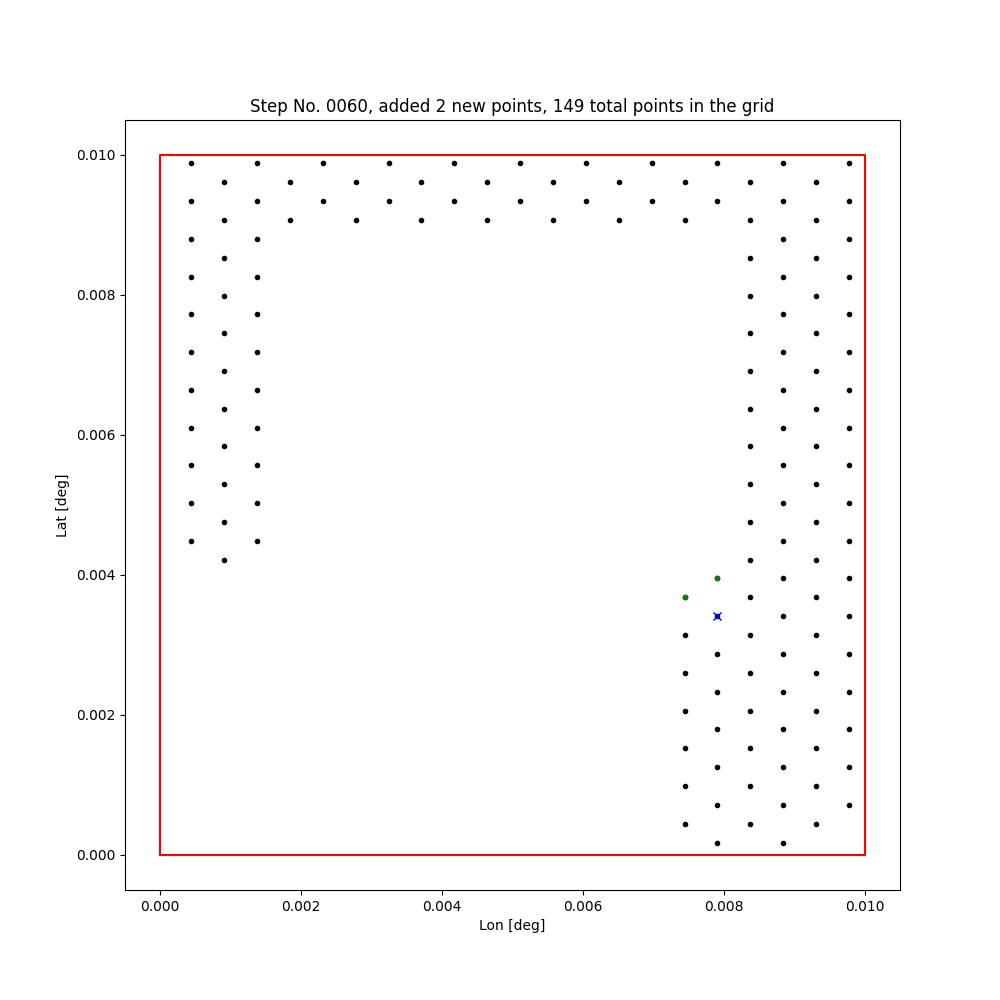 Step No. 0060, added 2 new points, 149 total points in the grid
0.010
0.008
0.006
0.004
0.002
0.000
Lat [deg]
0.000 0.002 0.004 0.006 0.008 0.010
Lon [deg]